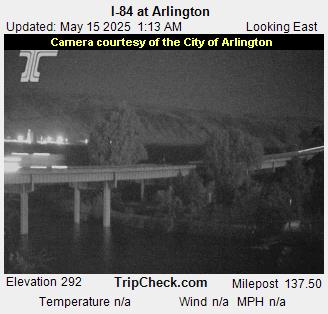 I-84 at Arlington
Updated: May 15 2025 1:13 AM Looking East
Camera courtesy of the City of Arlington
Elevation 292 TripCheck.com Milepost 137.50
Temperature n/a Wind n/a MPH n/a